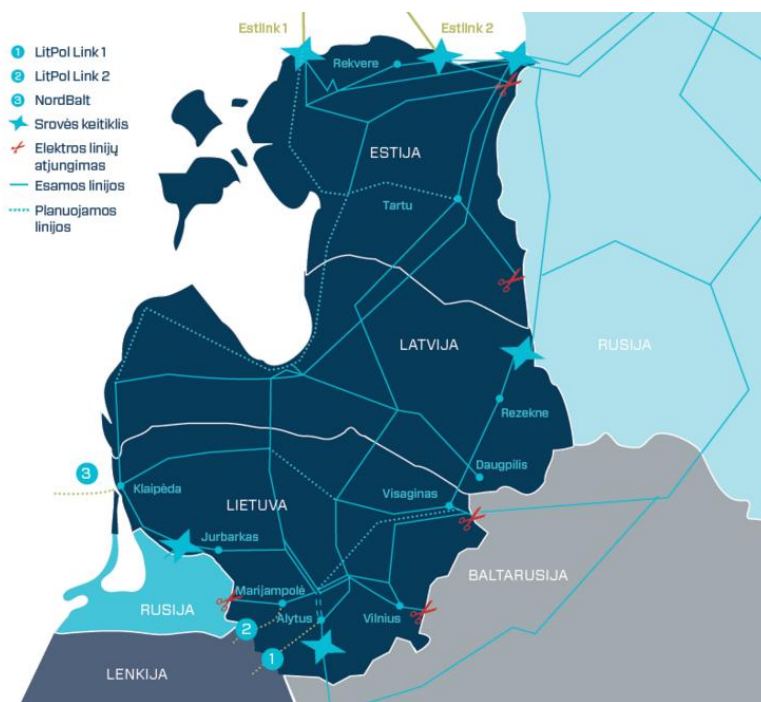 Estlink 1
Estlink 2
1 LitPol Link 1
2 LitPol Link 2
3 NordBalt
Srovės keitiklis
Elektros linijų
atjungimas
Esamos linijos
Planuojamos
linijos
Rekvere
ESTIJA
Tartu
LATVIJA
RUSIJA
Rezekne
Daugpilis
3
Klaipėda
Visaginas
LIETUVA
Jurbarkas
BALTARUSIJA
Marijampolė
RUSIJA
Alytus
Vilnius
2
1
LENKIJA